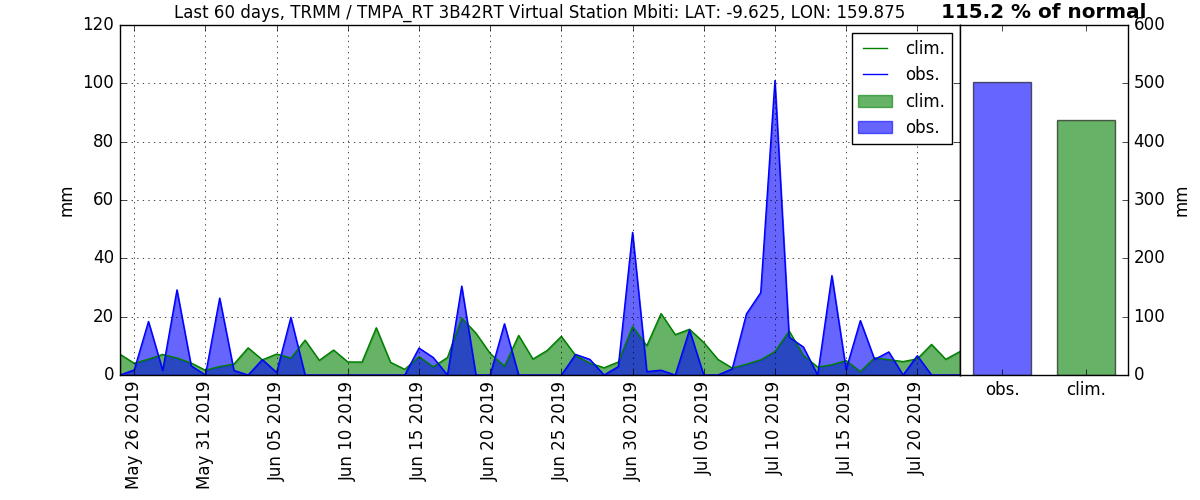 Last 60 days, TRMM / TMPA_RT 3B42RT Virtual Station Mbiti: LAT: -9.625, LON: 159.875
115.2 % of normal
120
100
80
60
40
20
0
mm
clim.
obs.
clim.
obs.
600
500
400
300
200
100
0
mm
May 26 2019
May 31 2019
Jun 05 2019
Jun 10 2019
Jun 15 2019
Jun 20 2019
Jun 25 2019
Jun 30 2019
Jul 05 2019
Jul 10 2019
Jul 15 2019
Jul 20 2019
obs.
clim.